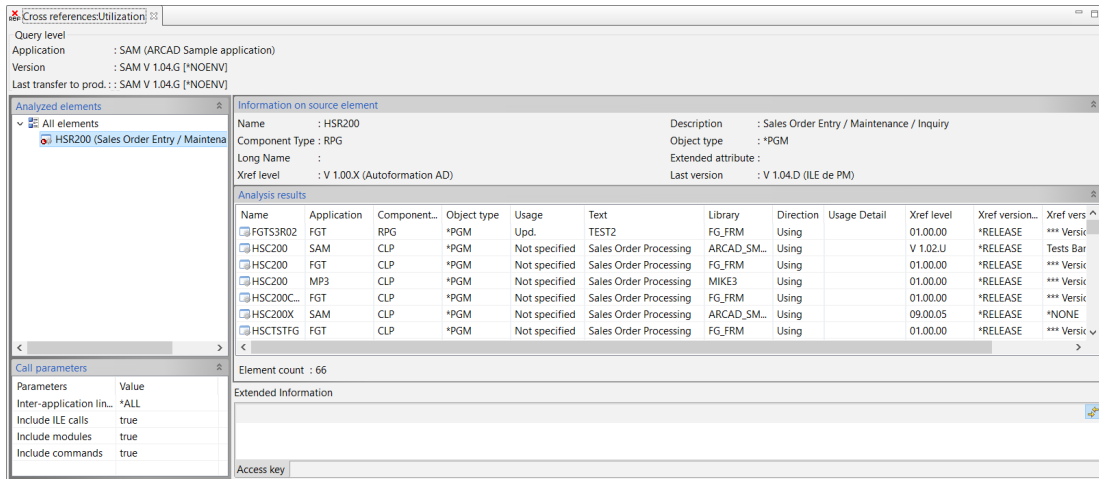 Cross references:Utilization
Query level
Application : SAM (ARCAD Sample application)
Version : SAM V 1.04.G [*NOENV]
Last transfer to prod. : : SAM V 1.04.G [*NOENV]
Analyzed elements
All elements
HSR200 (Sales Order Entry / Maintena
Call parameters
Parameters Value
Inter-application lin... *ALL
Include ILE calls true
Include modules true
Include commands true
Information on source element
Name : HSR200 Description : Sales Order Entry / Maintenance / Inquiry
Component Type : RPG Object type : *PGM
Long Name : Extended attribute :
Xref level : V 1.00.X (Autoformation AD) Last version : V 1.04.D (ILE de PM)
Analysis results
Name Application Component... Object type Usage Text Library Direction Usage Detail Xref level Xref version... Xref vers
FGTS3R02 FGT RPG *PGM Upd. TEST2 FG_FRM Using 01.00.00 *RELEASE *** Versic
HSC200 SAM CLP *PGM Not specified Sales Order Processing ARCAD_SM... Using V 1.02.U *RELEASE Tests Bar
HSC200 FGT CLP *PGM Not specified Sales Order Processing FG_FRM Using 01.00.00 *RELEASE *** Versic
HSC200 MP3 CLP *PGM Not specified Sales Order Processing MIKE3 Using 01.00.00 *RELEASE *** Versic
HSC200C... FGT CLP *PGM Not specified Sales Order Processing FG_FRM Using 01.00.00 *RELEASE *** Versic
HSC200X SAM CLP *PGM Not specified Sales Order Processing ARCAD_SM... Using 09.00.05 *RELEASE *NONE
HSCTSTFG FGT CLP *PGM Not specified Sales Order Processing FG_FRM Using 01.00.00 *RELEASE *** Versic
Element count : 66
Extended Information
Access key